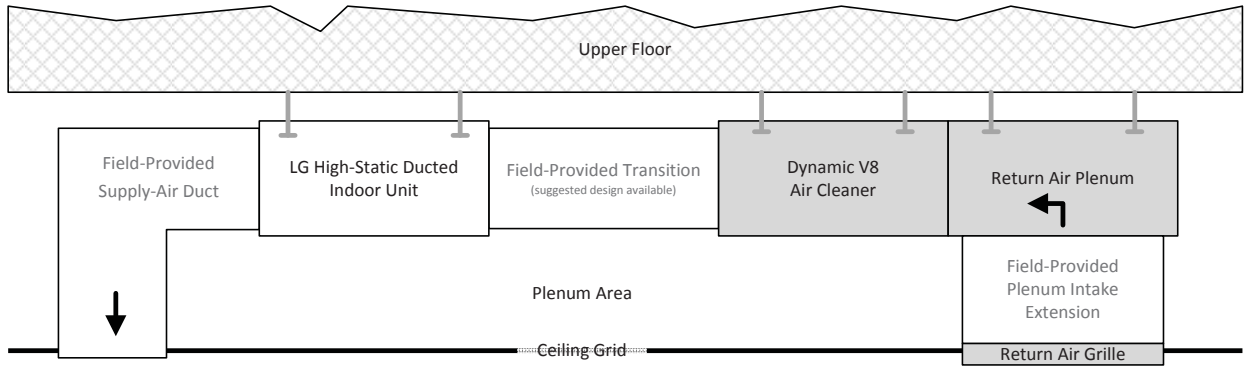 Upper Floor
Field-Provided
Supply-Air Duct
LG High-Static Ducted
Indoor Unit
Field-Provided Transition
(suggested design available)
Dynamic V8
Air Cleaner
Return Air Plenum
Field-Provided
Plenum Intake
Extension
Plenum Area
Ceiling Grid
Return Air Grille